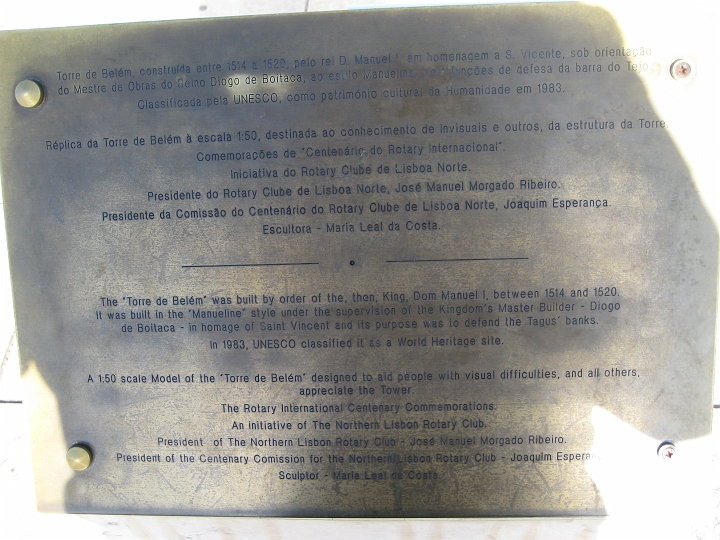 Torre de Belém, construída entre 1514 a 1520, pelo rei D. Manuel I, em homenagem a S. Vicente, sob orientação
do Mestre de Obras do Reino Diogo de Boitaca, ao estilo Manuelino funções de defesa da barra do Tejo.
Classificada pela UNESCO, como património cultural da Humanidade em 1983.
Réplica da Torre de Belém à escala 1:50, destinada ao conhecimento de invisuais e outros, da estrutura da Torre.
Comemorações de "Centenário do Rotary Internacional".
Iniciativa do Rotary Clube de Lisboa Norte.
Presidente do Rotary Clube de Lisboa Norte, José Manuel Morgado Ribeiro.
Presidente da Comissão do Centenário do Rotary Clube de Lisboa Norte, Joaquim Esperança.
Escultora - Maria Leal da Costa.
The "Torre de Belém" was built by order of the, then, King, Dom Manuel I, between 1514 and 1520.
It was built in the "Manueline" style under the supervision of the Kingdom's Master Builder - Diogo
de Boitaca - in homage of Saint Vincent and its purpose was to defend the Tagus' banks.
In 1983, UNESCO classified it as a World Heritage site.
A 1:50 scale Model of the "Torre de Belém" designed to aid people with visual difficulties, and all others,
appreciate the Tower.
The Rotary International Centenary Commemorations.
An initiative of The Northern Lisbon Rotary Club.
President of The Northern Lisbon Rotary Club - José Manuel Morgado Ribeiro.
President of the Centenary Comission for the Northern Lisbon Rotary Club - Joaquim Esperan
Sculptor - Maria Leal da Costa.